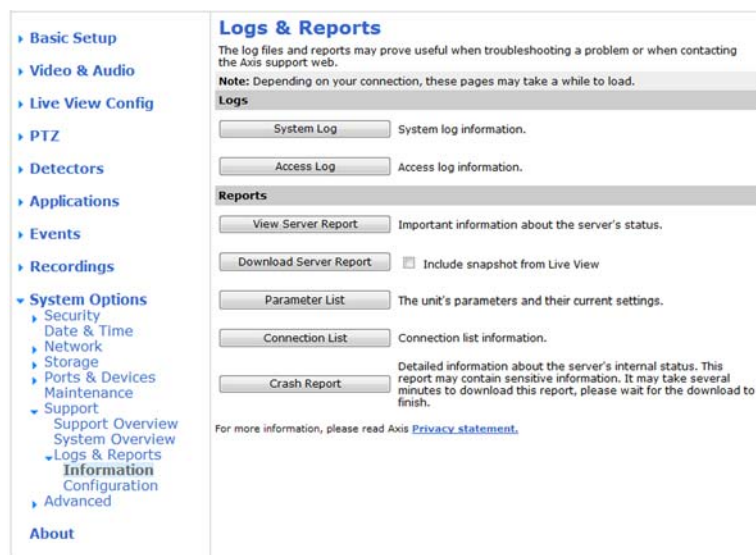 Basic Setup
Video & Audio
Live View Config
PTZ
Detectors
Applications
Events
Recordings
System Options
Security
Date & Time
Network
Storage
Ports & Devices
Maintenance
Support
Support Overview
System Overview
Logs & Reports
Information
Configuration
Advanced
About
Logs & Reports
The log files and reports may prove useful when troubleshooting a problem or when contacting
the Axis support web.
Note: Depending on your connection, these pages may take a while to load.
Logs
System Log System log information.
Access Log Access log information.
Reports
View Server Report Important information about the server's status.
Download Server Report Include snapshot from Live View
Parameter List The unit's parameters and their current settings.
Connection List Connection list information.
Crash Report Detailed information about the server's internal status. This
report may contain sensitive information. It may take several
minutes to download this report, please wait for the download to
finish.
For more information, please read Axis Privacy statement.